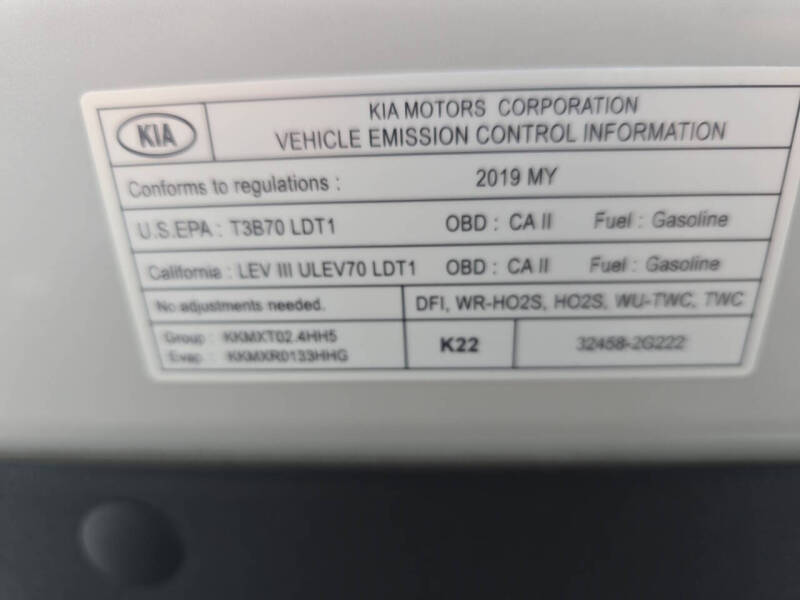 KIA
KIA MOTORS CORPORATION
VEHICLE EMISSION CONTROL INFORMATION
Conforms to regulations : 2019 MY
U.S.EPA : T3B70 LDT1 OBD : CA II Fuel : Gasoline
California : LEV III ULEV70 LDT1 OBD : CA II Fuel : Gasoline
No adjustments needed. DFI, WR-HO2S, HO2S, WU-TWC, TWC
Group : KKMXT02.4HH5
Evap : KKMXR0133HHG
K22 32458-2G222